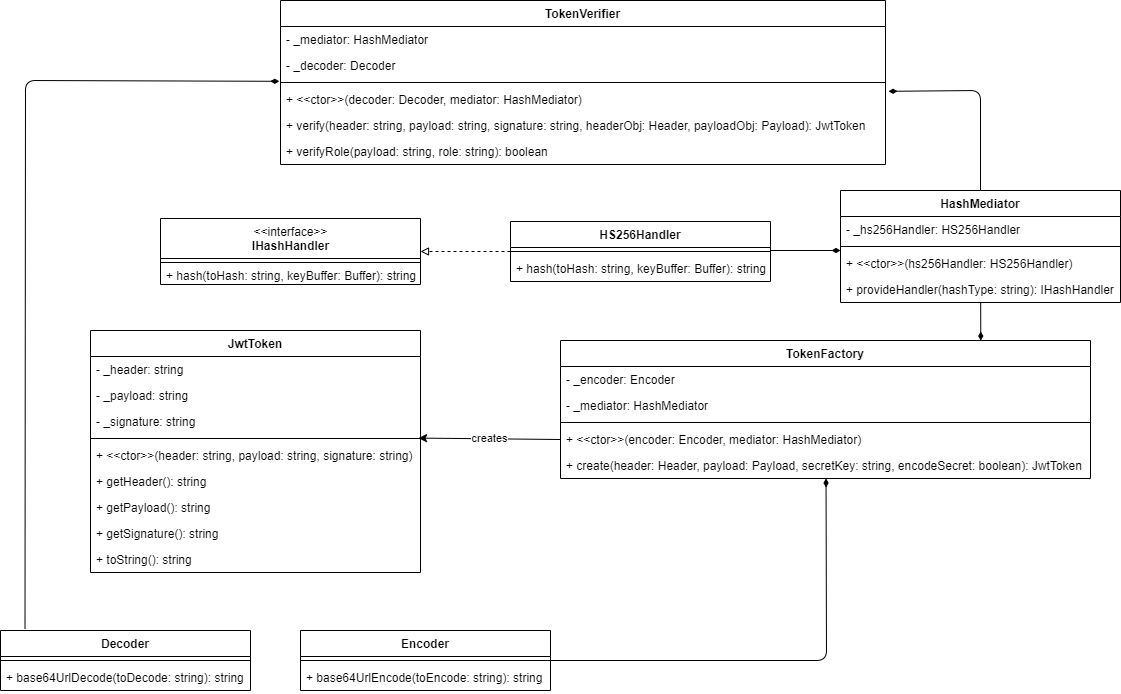 TokenVerifier
- _mediator: HashMediator
- _decoder: Decoder
+ <<ctor>>(decoder: Decoder, mediator: HashMediator)
+ verify(header: string, payload: string, signature: string, headerObj: Header, payloadObj: Payload): JwtToken
+ verifyRole(payload: string, role: string): boolean
HashMediator
- _hs256Handler: HS256Handler
+ <<ctor>>(hs256Handler: HS256Handler)
+ provideHandler(hashType: string): IHashHandler
<<interface>>
IHashHandler
+ hash(toHash: string, keyBuffer: Buffer): string
HS256Handler
+ hash(toHash: string, keyBuffer: Buffer): string
JwtToken
- _header: string
- _payload: string
- _signature: string
+ <<ctor>>(header: string, payload: string, signature: string)
+ getHeader(): string
+ getPayload(): string
+ getSignature(): string
+ toString(): string
creates
TokenFactory
- _encoder: Encoder
- _mediator: HashMediator
+ <<ctor>>(encoder: Encoder, mediator: HashMediator)
+ create(header: Header, payload: Payload, secretKey: string, encodeSecret: boolean): JwtToken
Decoder
+ base64UrlDecode(toDecode: string): string
Encoder
+ base64UrlEncode(toEncode: string): string